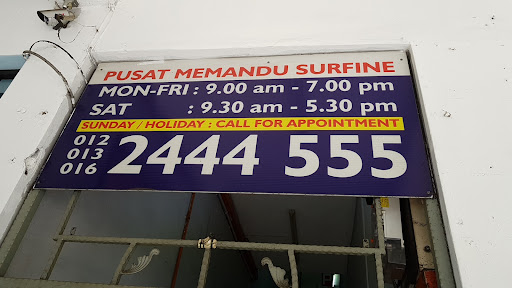 PUSAT MEMANDU SURFINE
MON-FRI : 9.00 am - 7.00 pm
SAT : 9.30 am - 5.30 pm
SUNDAY / HOLIDAY : CALL FOR APPOINTMENT
012
013
016
2444 555